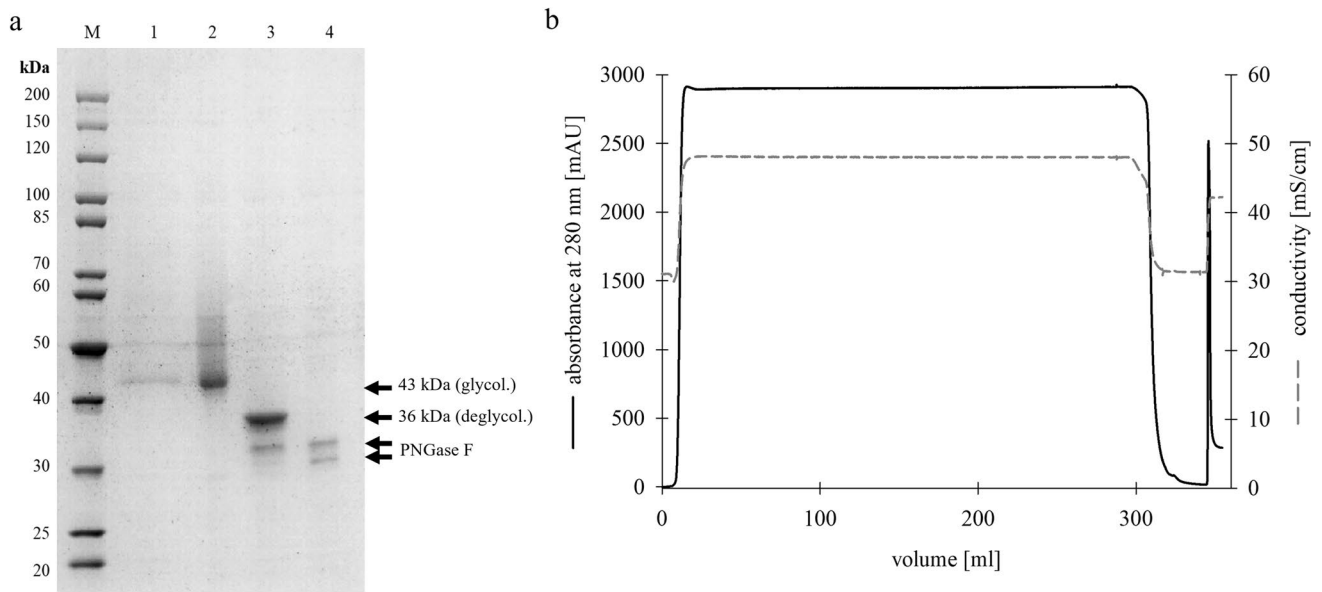 a
M 1 2 3 4
kDa
200
150
120
100
85
70
60
50
40
30
25
20
43 kDa (glycol.)
36 kDa (deglycol.)
PNGase F
b
absorbance at 280 nm [mAU]
3000
2500
2000
1500
1000
500
0
0 100 200 300
volume [ml]
60
50
40
30
20
10
0
conductivity [mS/cm]